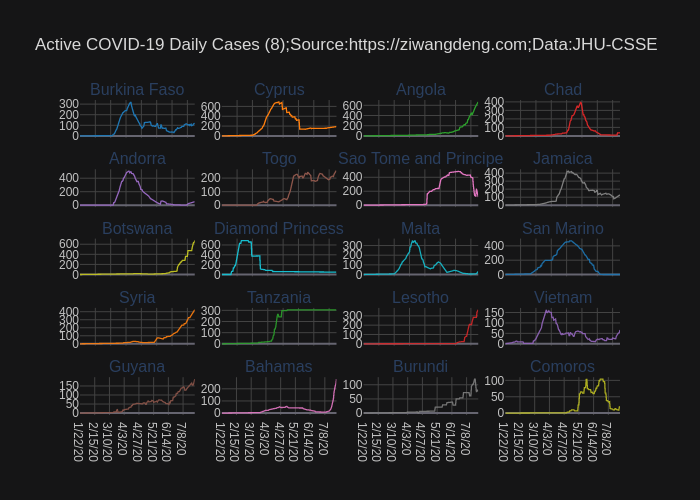 Active COVID-19 Daily Cases (8);Source:https://ziwangdeng.com;Data:JHU-CSSE
Burkina Faso Cyprus Angola Chad
300 200 100 0
600 400 200 0
600 400 200 0
400 300 200 100 0
Andorra Togo Sao Tome and Principe Jamaica
400 200 0
200 100 0
400 200 0
400 300 200 100 0
Botswana Diamond Princess Malta San Marino
600 400 200 0
600 400 200 0
300 200 100 0
400 200 0
Syria Tanzania Lesotho Vietnam
400 300 200 100 0
300 200 100 0
300 200 100 0
150 100 50 0
Guyana Bahamas Burundi Comoros
150 100 50 0
200 100 0
100 50 0
100 50 0
1/22/20 2/15/20 3/10/20 4/3/20 4/27/20 5/21/20 6/14/20 7/8/20
1/22/20 2/15/20 3/10/20 4/3/20 4/27/20 5/21/20 6/14/20 7/8/20
1/22/20 2/15/20 3/10/20 4/3/20 4/27/20 5/21/20 6/14/20 7/8/20
1/22/20 2/15/20 3/10/20 4/3/20 4/27/20 5/21/20 6/14/20 7/8/20